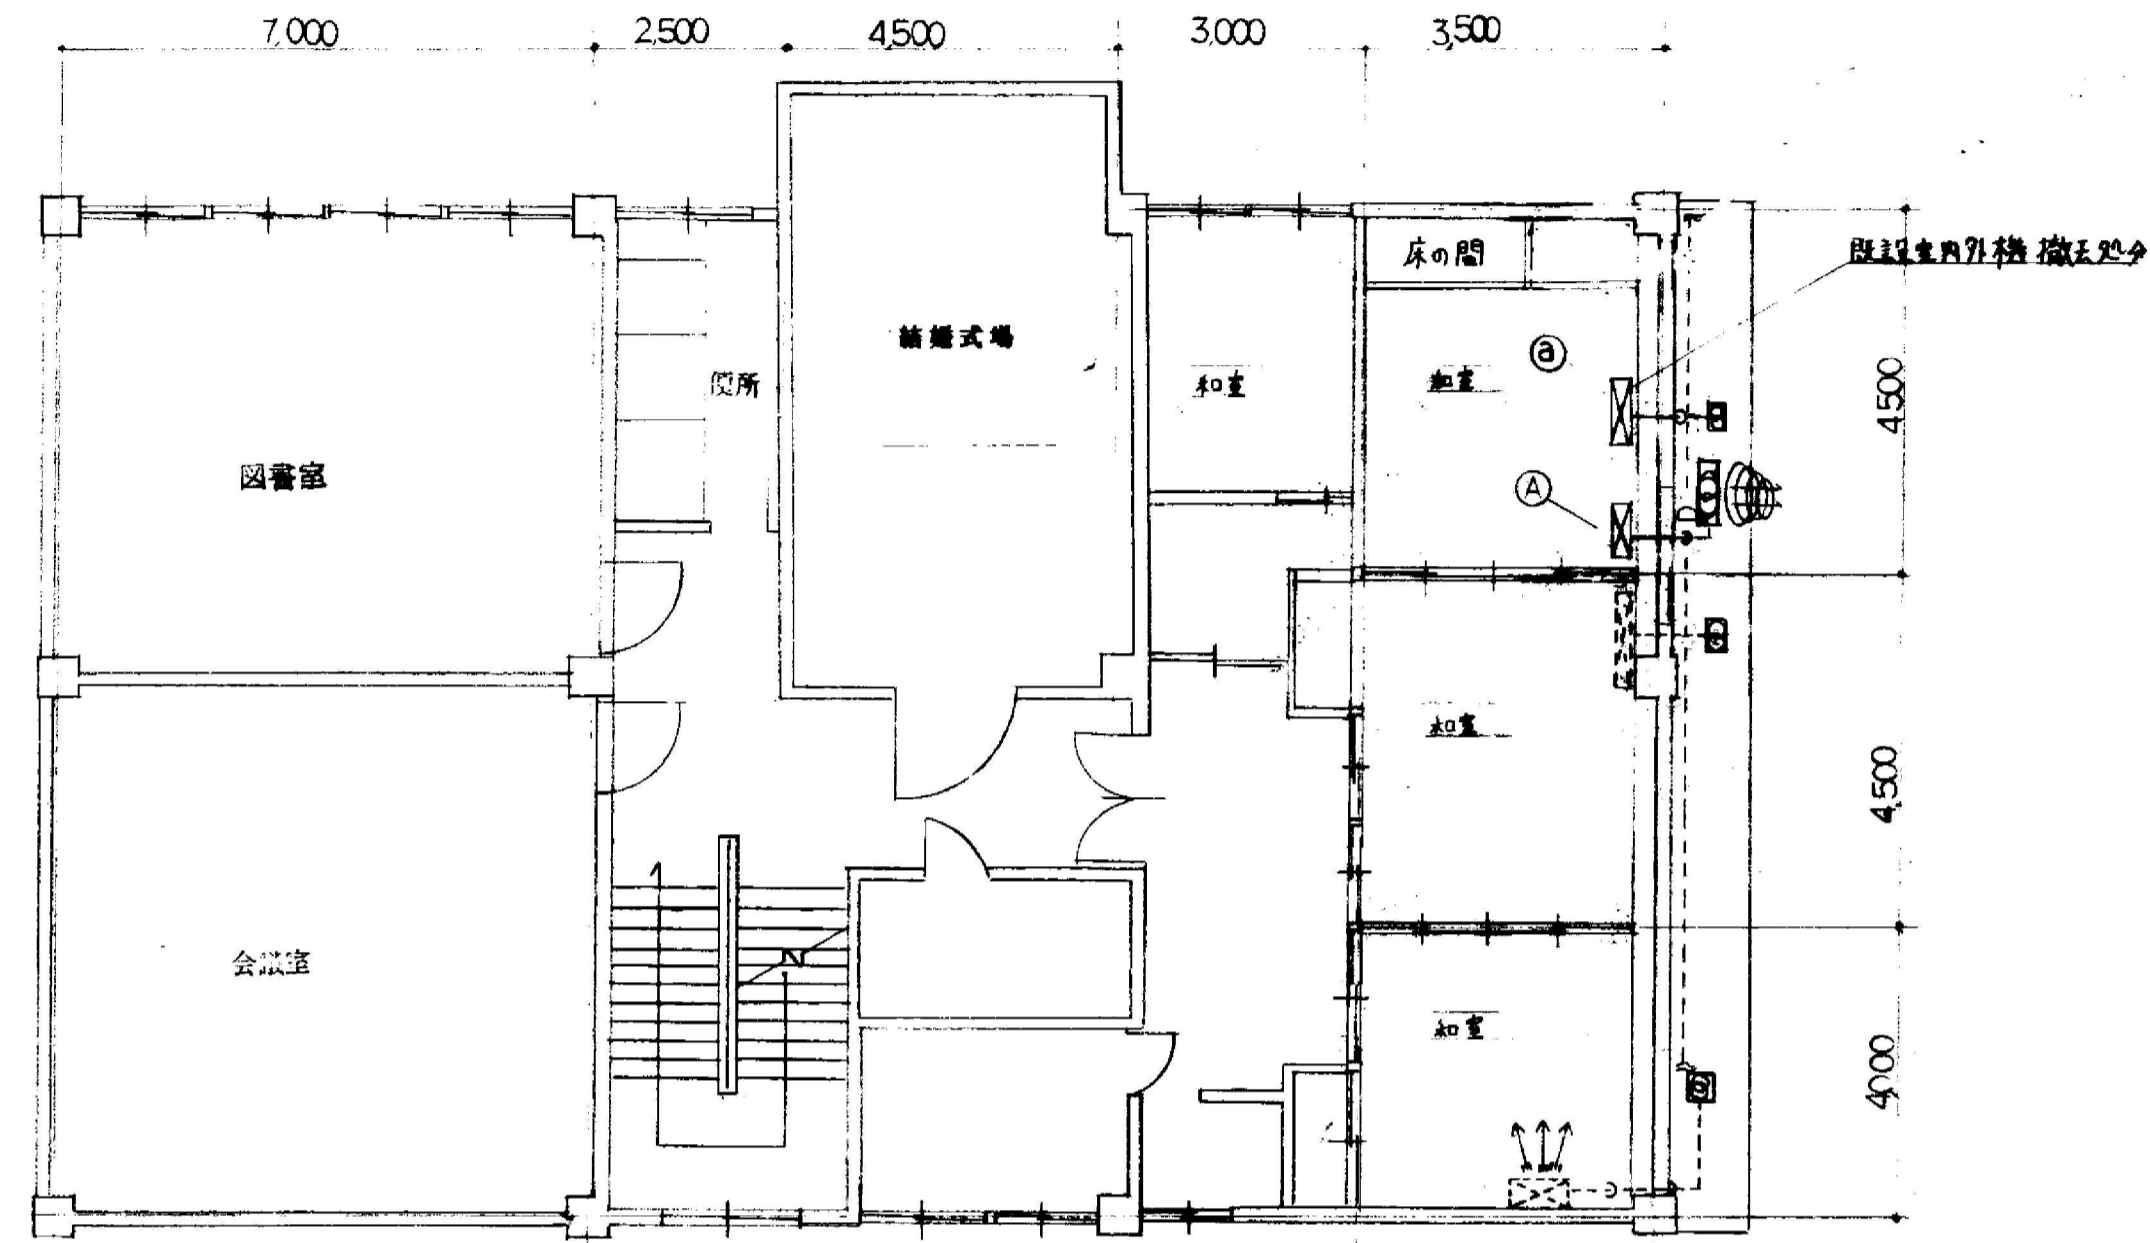 7,000 2,500 4,500 3,000 3,500
床の間
既設室内外機 撤去処分
結婚式場
ⓐ
便所
和室
和室
4500
図書室
Ⓐ
和室
4,500
会議室
N
和室
4,000